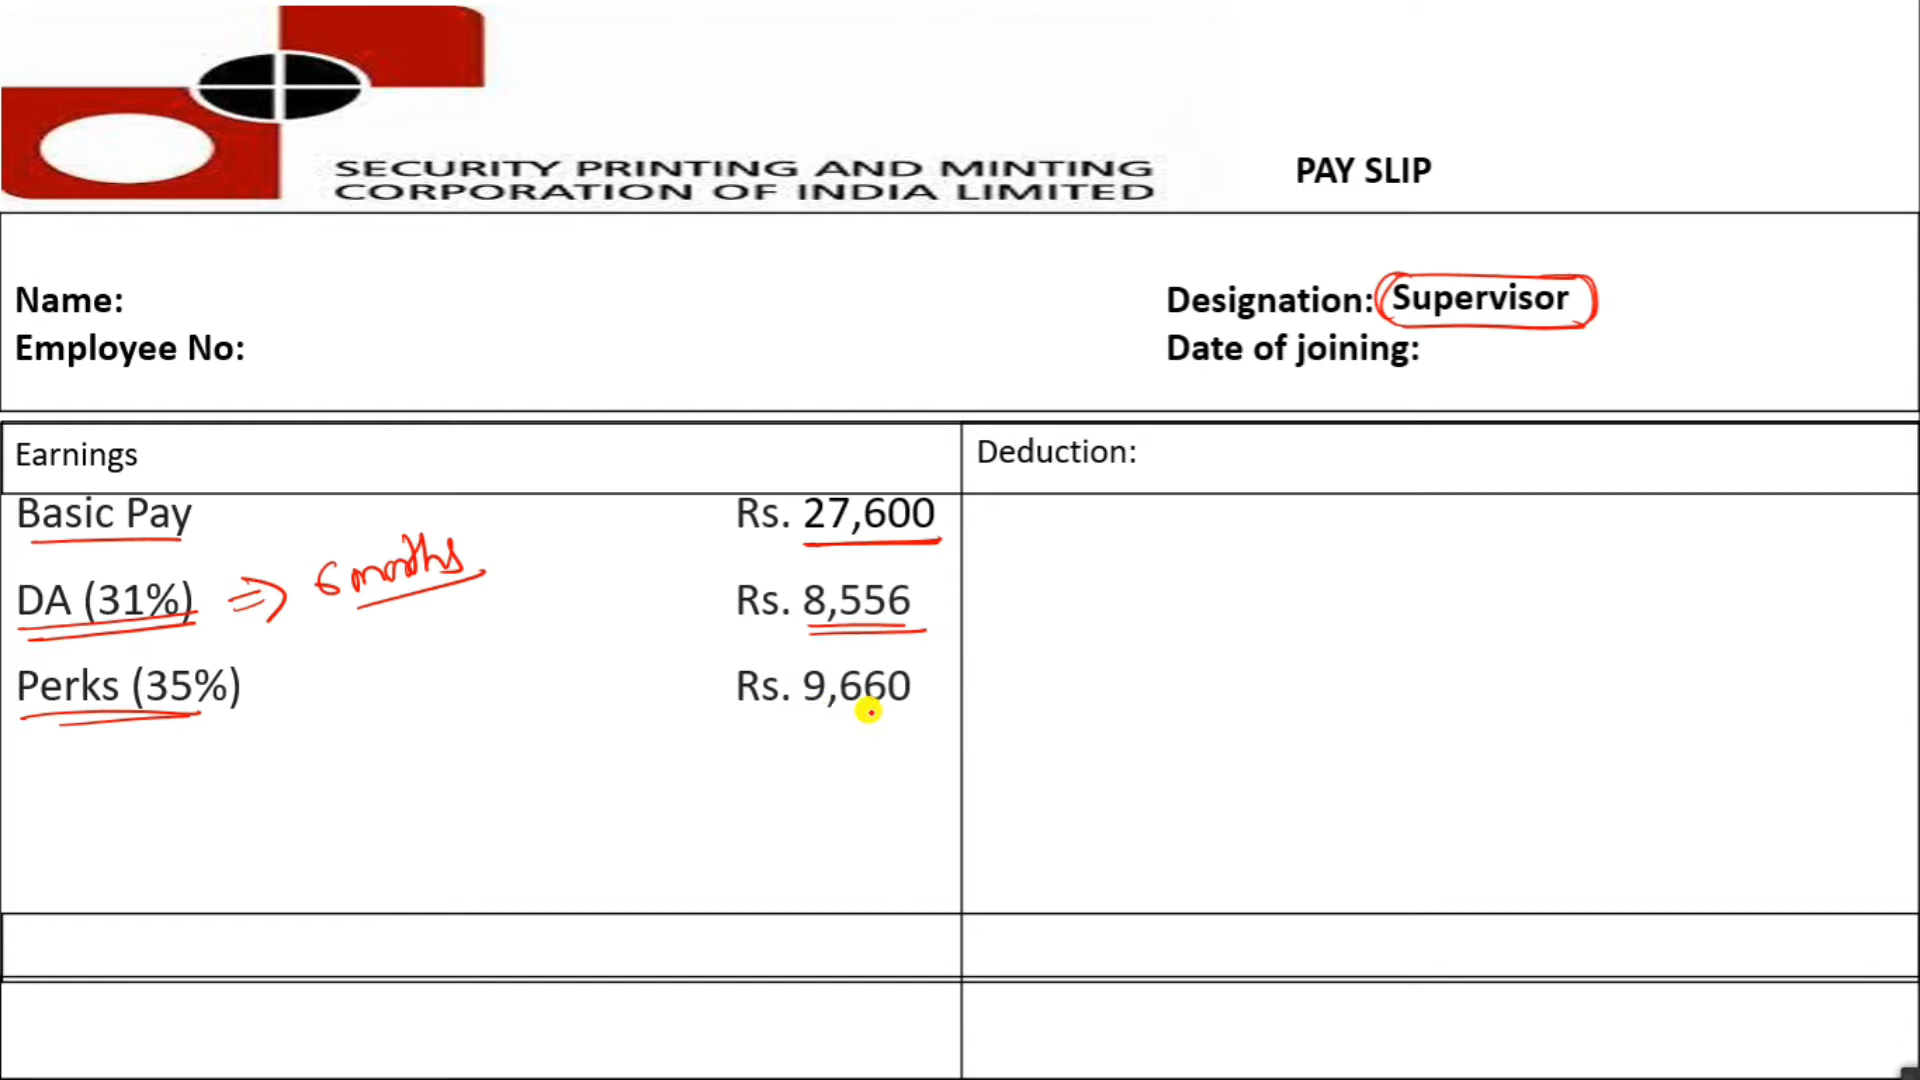 SECURITY PRINTING AND MINTING
CORPORATION OF INDIA LIMITED
PAY SLIP
Name:
Designation: Supervisor
Employee No:
Date of joining:
Earnings
Deduction:
Basic Pay Rs. 27,600
DA (31%) ⇒ 6 months Rs. 8,556
Perks (35%) Rs. 9,660